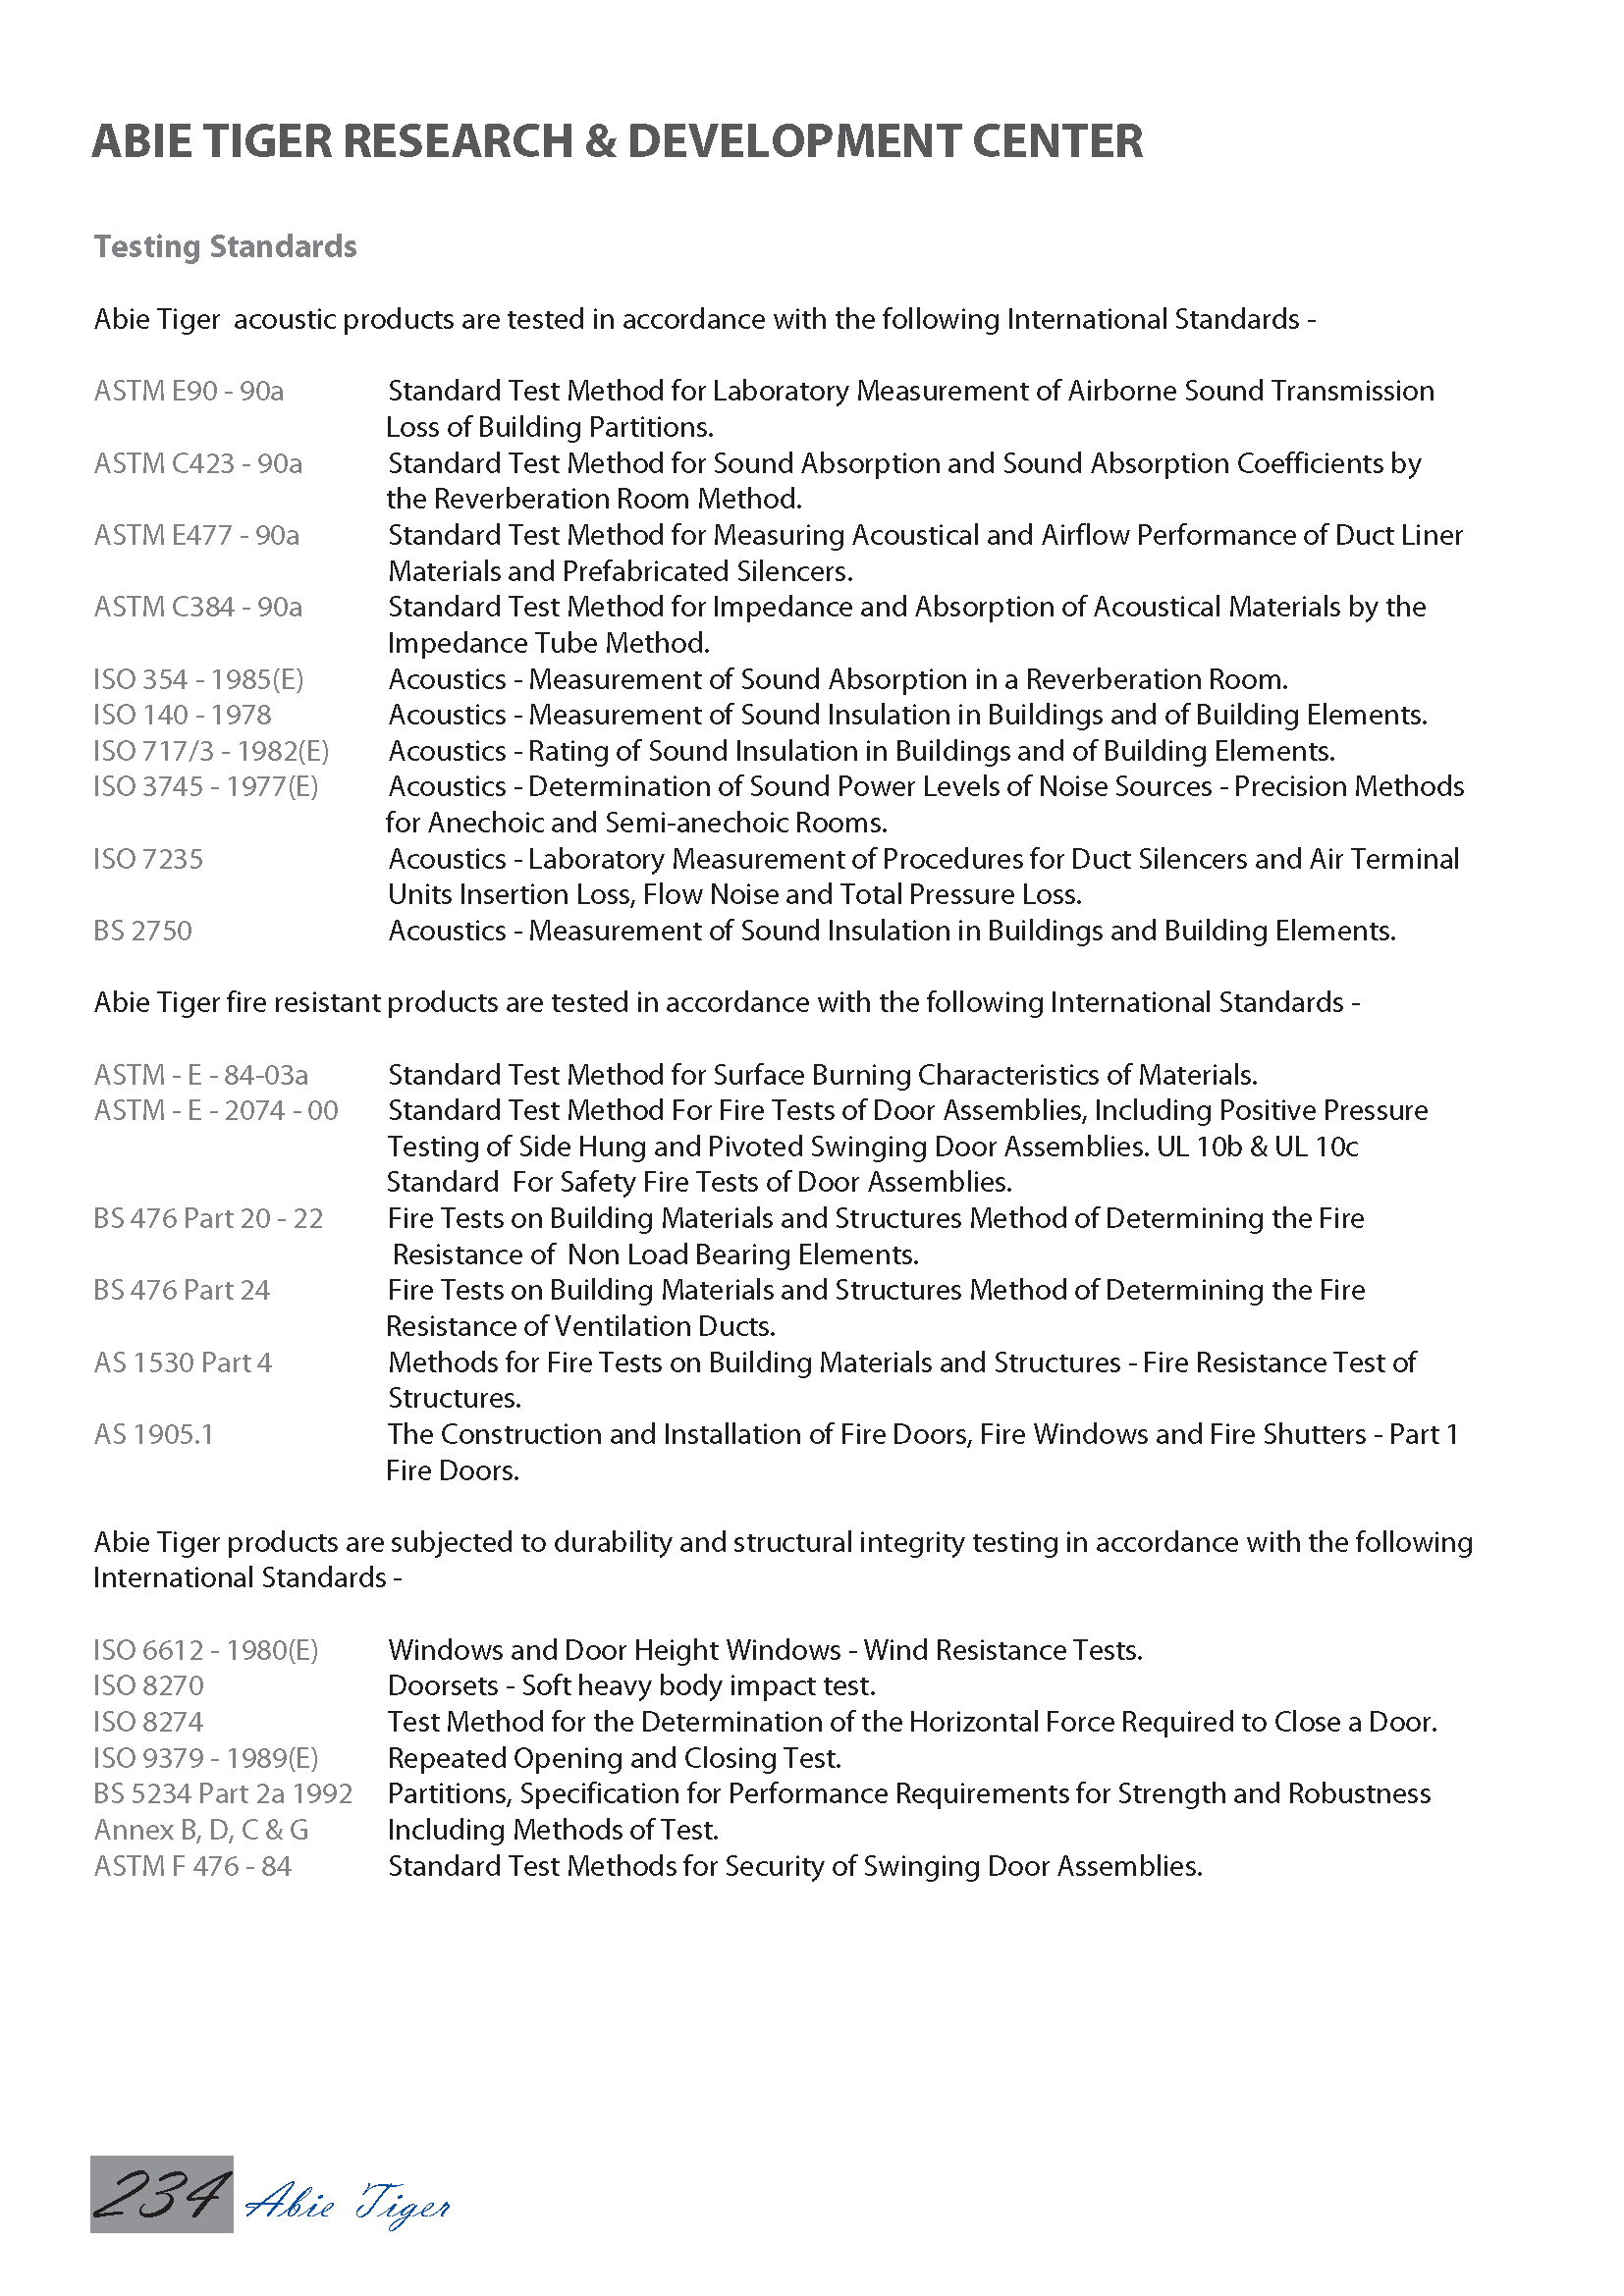 ABIE TIGER RESEARCH & DEVELOPMENT CENTER
Testing Standards
Abie Tiger  acoustic products are tested in accordance with the following International Standards -
ASTM E90 - 90a Standard Test Method for Laboratory Measurement of Airborne Sound Transmission
Loss of Building Partitions.
ASTM C423 - 90a Standard Test Method for Sound Absorption and Sound Absorption Coefficients by
the Reverberation Room Method.
ASTM E477 - 90a Standard Test Method for Measuring Acoustical and Airflow Performance of Duct Liner
Materials and Prefabricated Silencers.
ASTM C384 - 90a Standard Test Method for Impedance and Absorption of Acoustical Materials by the
Impedance Tube Method.
ISO 354 - 1985(E) Acoustics - Measurement of Sound Absorption in a Reverberation Room.
ISO 140 - 1978 Acoustics - Measurement of Sound Insulation in Buildings and of Building Elements.
ISO 717/3 - 1982(E) Acoustics - Rating of Sound Insulation in Buildings and of Building Elements.
ISO 3745 - 1977(E) Acoustics - Determination of Sound Power Levels of Noise Sources - Precision Methods
for Anechoic and Semi-anechoic Rooms.
ISO 7235 Acoustics - Laboratory Measurement of Procedures for Duct Silencers and Air Terminal
Units Insertion Loss, Flow Noise and Total Pressure Loss.
BS 2750 Acoustics - Measurement of Sound Insulation in Buildings and Building Elements.
Abie Tiger fire resistant products are tested in accordance with the following International Standards -
ASTM - E - 84-03a Standard Test Method for Surface Burning Characteristics of Materials.
ASTM - E - 2074 - 00 Standard Test Method For Fire Tests of Door Assemblies, Including Positive Pressure
Testing of Side Hung and Pivoted Swinging Door Assemblies. UL 10b & UL 10c
Standard  For Safety Fire Tests of Door Assemblies.
BS 476 Part 20 - 22 Fire Tests on Building Materials and Structures Method of Determining the Fire
Resistance of  Non Load Bearing Elements.
BS 476 Part 24 Fire Tests on Building Materials and Structures Method of Determining the Fire
Resistance of Ventilation Ducts.
AS 1530 Part 4 Methods for Fire Tests on Building Materials and Structures - Fire Resistance Test of
Structures.
AS 1905.1 The Construction and Installation of Fire Doors, Fire Windows and Fire Shutters - Part 1
Fire Doors.
Abie Tiger products are subjected to durability and structural integrity testing in accordance with the following
International Standards -
ISO 6612 - 1980(E) Windows and Door Height Windows - Wind Resistance Tests.
ISO 8270 Doorsets - Soft heavy body impact test.
ISO 8274 Test Method for the Determination of the Horizontal Force Required to Close a Door.
ISO 9379 - 1989(E) Repeated Opening and Closing Test.
BS 5234 Part 2a 1992 Partitions, Specification for Performance Requirements for Strength and Robustness
Annex B, D, C & G Including Methods of Test.
ASTM F 476 - 84 Standard Test Methods for Security of Swinging Door Assemblies.
234 Abie Tiger